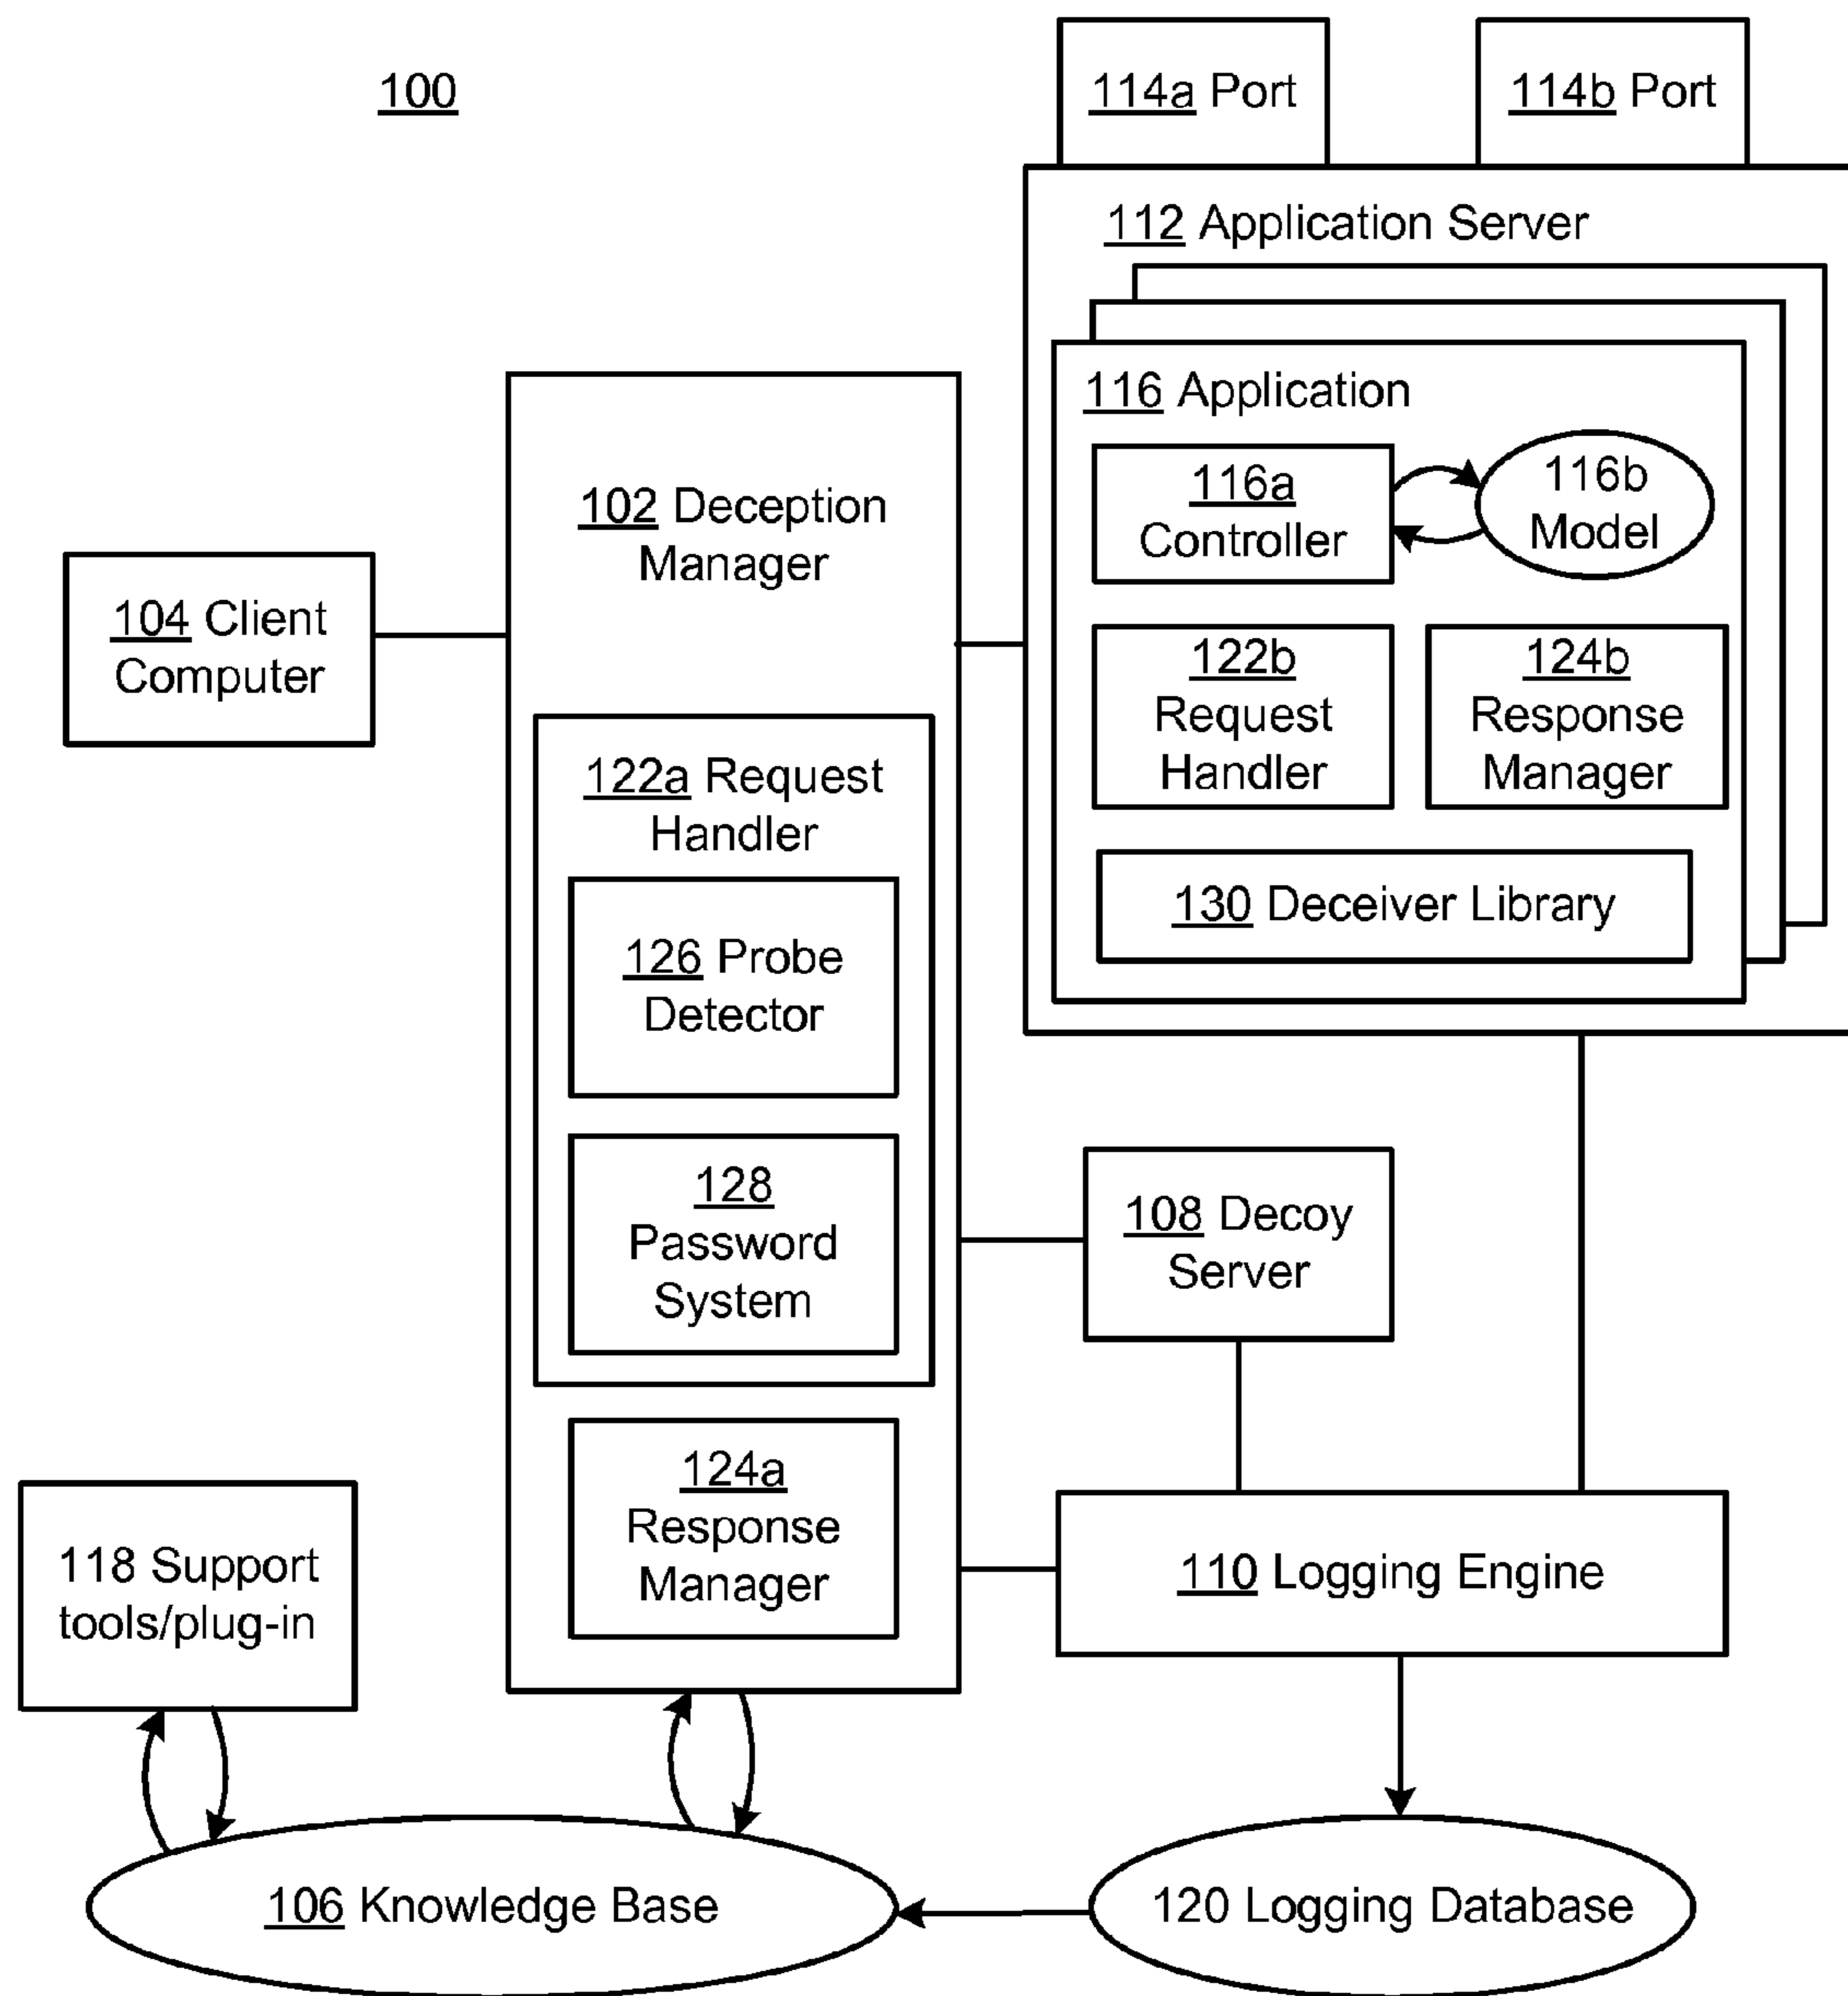 100
114a Port
114b Port
112 Application Server
116 Application
116a
Controller
116b
Model
102 Deception
Manager
104 Client
Computer
122b
Request
Handler
124b
Response
Manager
122a Request
Handler
130 Deceiver Library
126 Probe
Detector
128
Password
System
108 Decoy
Server
124a
Response
Manager
118 Support
tools/plug-in
110 Logging Engine
106 Knowledge Base
120 Logging Database